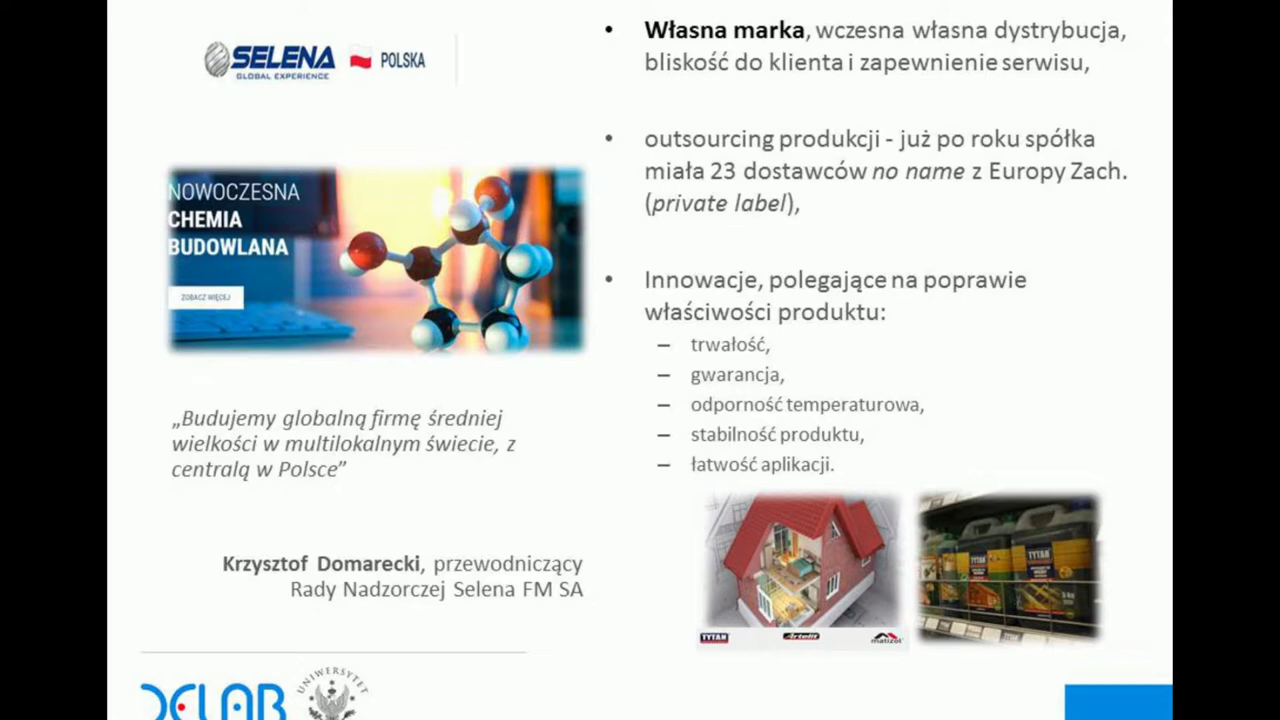 SELENA
GLOBAL EXPERIENCE
POLSKA
NOWOCZESNA
CHEMIA
BUDOWLANA
ZOBACZ WIĘCEJ
„Budujemy globalną firmę średniej
wielkości w multilokalnym świecie, z
centralą w Polsce”
Krzysztof Domarecki, przewodniczący
Rady Nadzorczej Selena FM SA
• Własna marka, wczesna własna dystrybucja,
bliskość do klienta i zapewnienie serwisu,
• outsourcing produkcji - już po roku spółka
miała 23 dostawców no name z Europy Zach.
(private label),
• Innowacje, polegające na poprawie
właściwości produktu:
– trwałość,
– gwarancja,
– odporność temperaturowa,
– stabilność produktu,
– łatwość aplikacji.
TYTAN
Artelit
matizol
TYTAN
TYTAN
DELAB
UNIWERSYTET